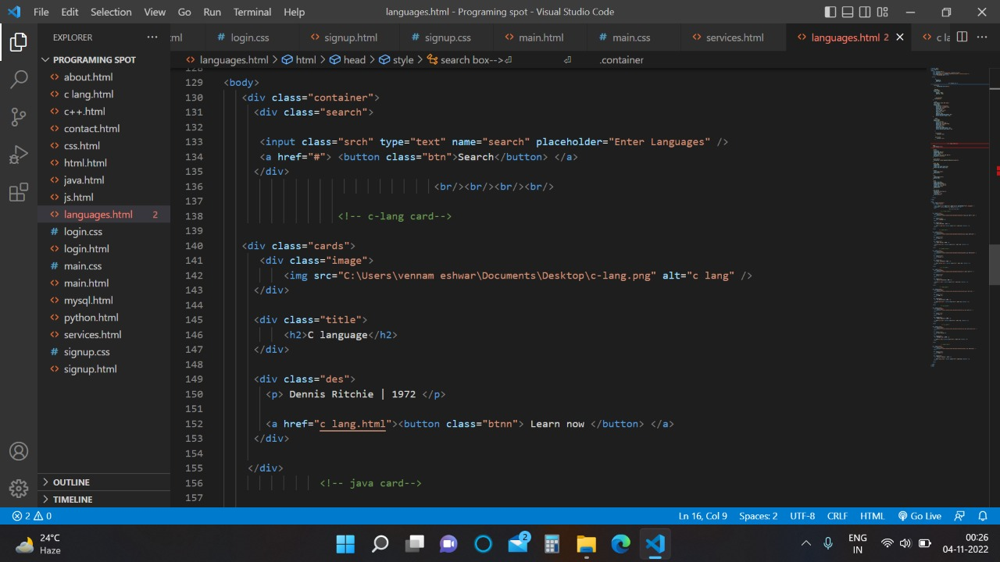 File Edit Selection View Go Run Terminal Help languages.html - Programing spot - Visual Studio Code
EXPLORER
login.css signup.html signup.css main.html main.css services.html languages.html 2
languages.html > html > head > style > search box--> .container
PROGRAMING SPOT
about.html
c lang.html
c++.html
contact.html
css.html
html.html
java.html
js.html
languages.html 2
login.css
login.html
main.css
main.html
mysql.html
python.html
services.html
signup.css
signup.html
OUTLINE
TIMELINE
128
129 <body>
130 <div class="container">
131 <div class="search">
132
133 <input class="srch" type="text" name="search" placeholder="Enter Languages" />
134 <a href="#"> <button class="btn">Search</button> </a>
135 </div>
136 <br/><br/><br/><br/>
137
138 <!-- c-lang card-->
139
140 <div class="cards">
141 <div class="image">
142 <img src="C:\Users\ eshwar\Documents\Desktop\ .png" alt="c lang" />
143 </div>
144
145 <div class="title">
146 <h2>C language</h2>
147 </div>
148
149 <div class="des">
150 <p> Dennis Ritchie | 1972 </p>
151
152 <a href="c lang.html"><button class="btnn"> Learn now </button> </a>
153 </div>
154
155 </div>
156 <!-- java card-->
157
2 0 Ln 16, Col 9 Spaces: 2 UTF-8 CRLF HTML Go Live
24°C
Haze
2
ENG
IN
00:26
04-11-2022